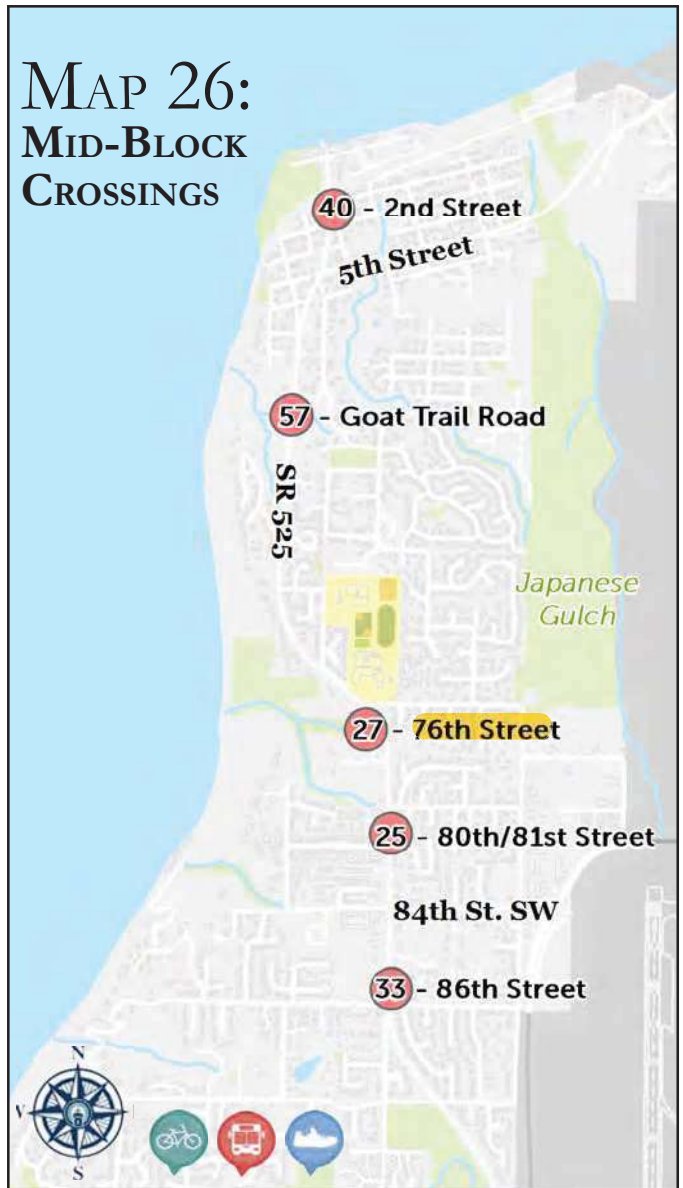 MAP 26:
MID-BLOCK
CROSSINGS
40 - 2nd Street
5th Street
57 - Goat Trail Road
SR 525
Japanese
Gulch
27 - 76th Street
25 - 80th/81st Street
84th St. SW
33 - 86th Street
N
W
S